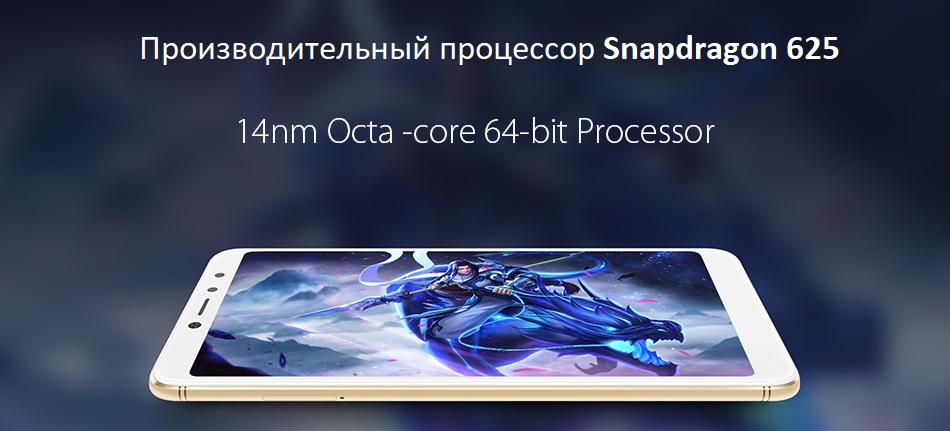 Производительный процессор Snapdragon 625
14nm Octa -core 64-bit Processor